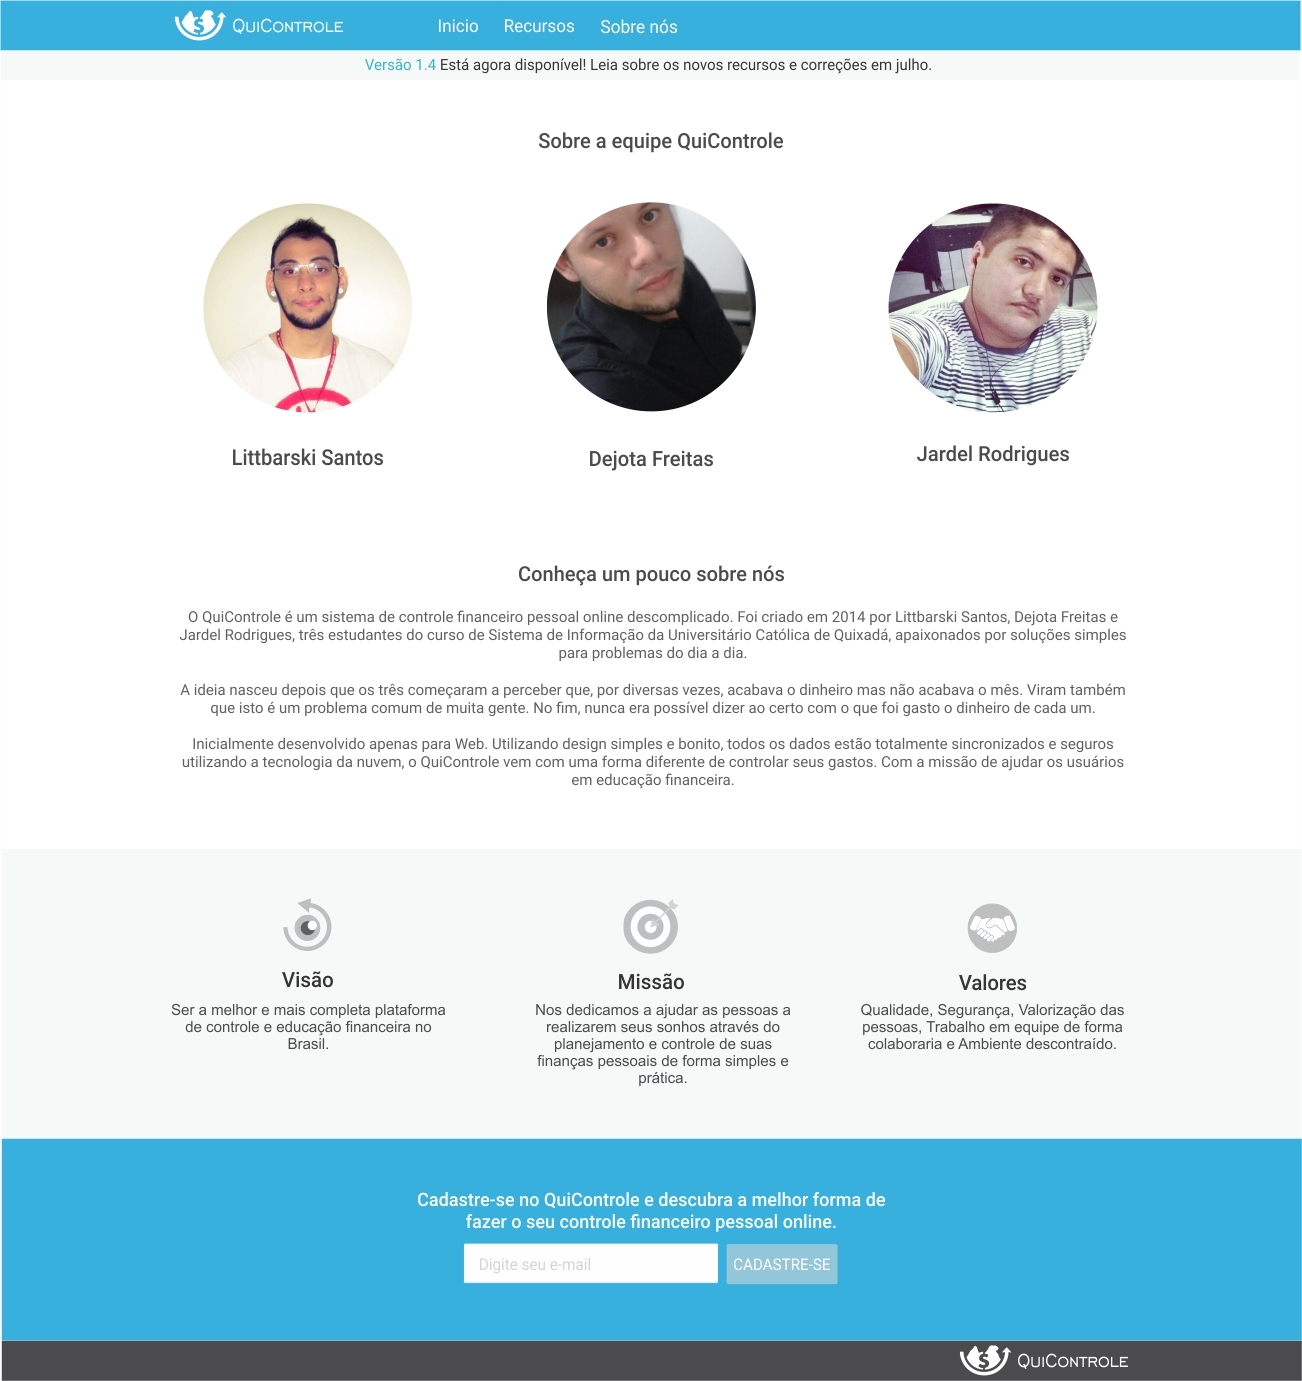 QuiControle
Inicio Recursos Sobre nós
Versão 1.4 Está agora disponível! Leia sobre os novos recursos e correções em julho.
Sobre a equipe QuiControle
Littbarski Santos
Dejota Freitas
Jardel Rodrigues
Conheça um pouco sobre nós
O QuiControle é um sistema de controle financeiro pessoal online descomplicado. Foi criado em 2014 por Littbarski Santos, Dejota Freitas e
Jardel Rodrigues, três estudantes do curso de Sistema de Informação da Universitário Católica de Quixadá, apaixonados por soluções simples
para problemas do dia a dia.
A ideia nasceu depois que os três começaram a perceber que, por diversas vezes, acabava o dinheiro mas não acabava o mês. Viram também
que isto é um problema comum de muita gente. No fim, nunca era possível dizer ao certo com o que foi gasto o dinheiro de cada um.
Inicialmente desenvolvido apenas para Web. Utilizando design simples e bonito, todos os dados estão totalmente sincronizados e seguros
utilizando a tecnologia da nuvem, o QuiControle vem com uma forma diferente de controlar seus gastos. Com a missão de ajudar os usuários
em educação financeira.
Visão
Ser a melhor e mais completa plataforma
de controle e educação financeira no
Brasil.
Missão
Nos dedicamos a ajudar as pessoas a
realizarem seus sonhos através do
planejamento e controle de suas
finanças pessoais de forma simples e
prática.
Valores
Qualidade, Segurança, Valorização das
pessoas, Trabalho em equipe de forma
colaboraria e Ambiente descontraído.
Cadastre-se no QuiControle e descubra a melhor forma de
fazer o seu controle financeiro pessoal online.
Digite seu e-mail
CADASTRE-SE
QuiControle